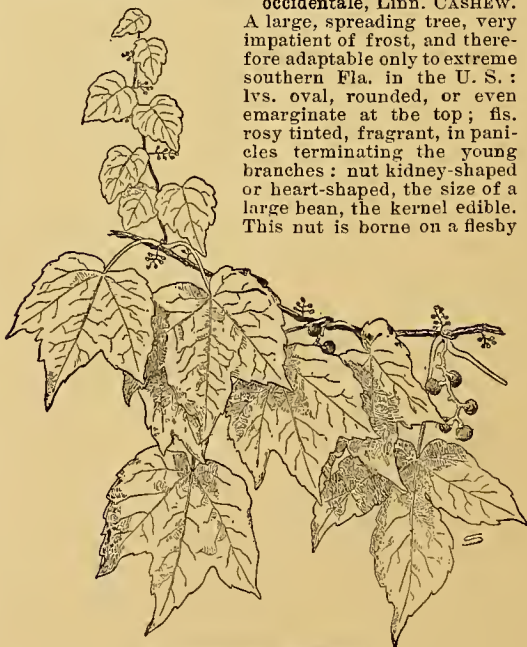 occidentale, Linn. CASHEW.
A large, spreading tree, very
impatient of frost, and there-
fore adaptable only to extreme
southern Fla. in the U. S. :
lvs. oval, rounded, or even
emarginate at the top ; fls.
rosy tinted, fragrant, in pani-
cles terminating the young
branches : nut kidney-shaped
or heart-shaped, the size of a
large bean, the kernel edible.
This nut is borne on a fleshy
S